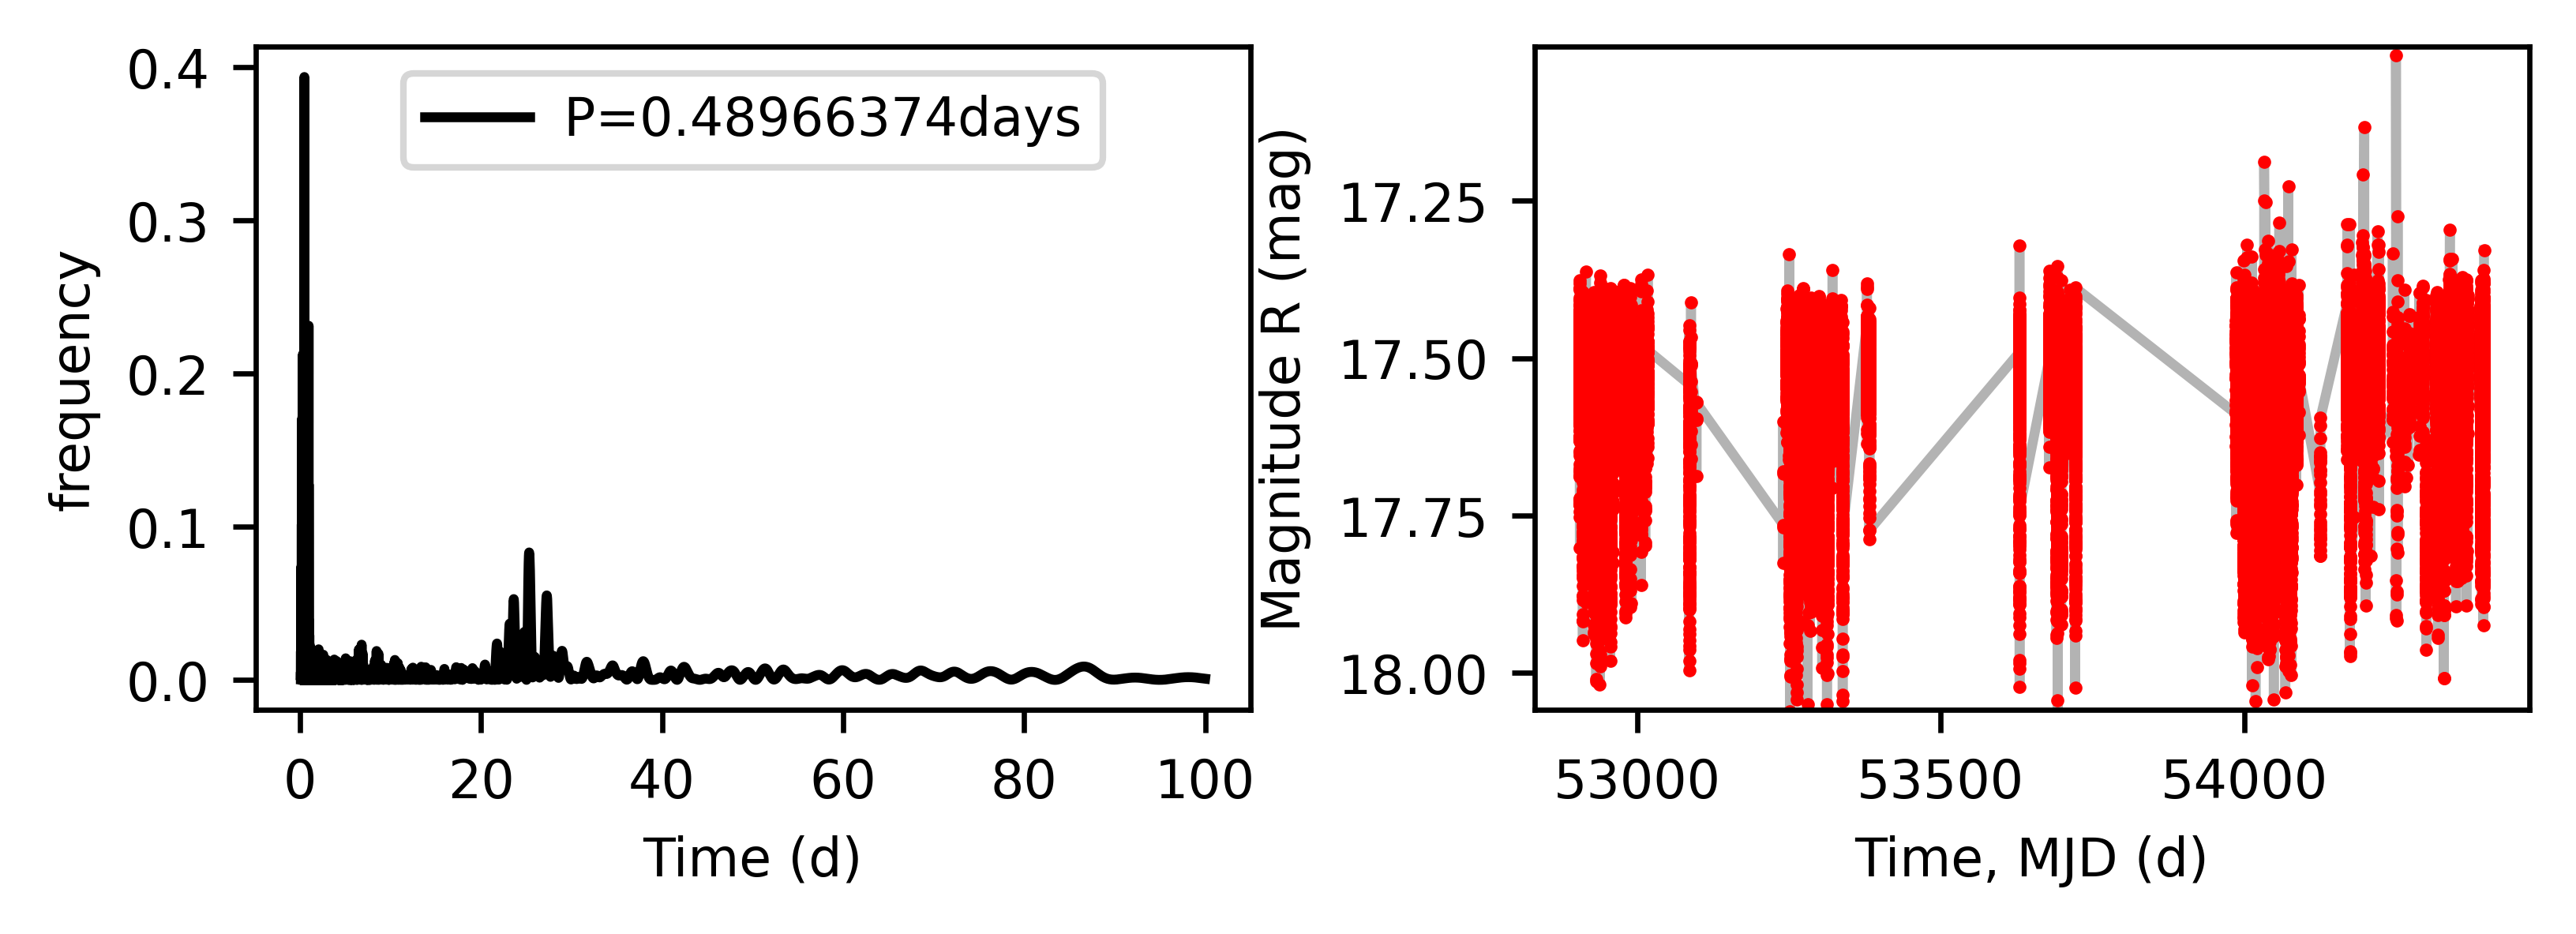 0.4
0.3
0.2
0.1
0.0
frequency
P=0.48966374days
0 20 40 60 80 100
Time (d)
Magnitude R (mag)
17.25
17.50
17.75
18.00
53000 53500 54000
Time, MJD (d)